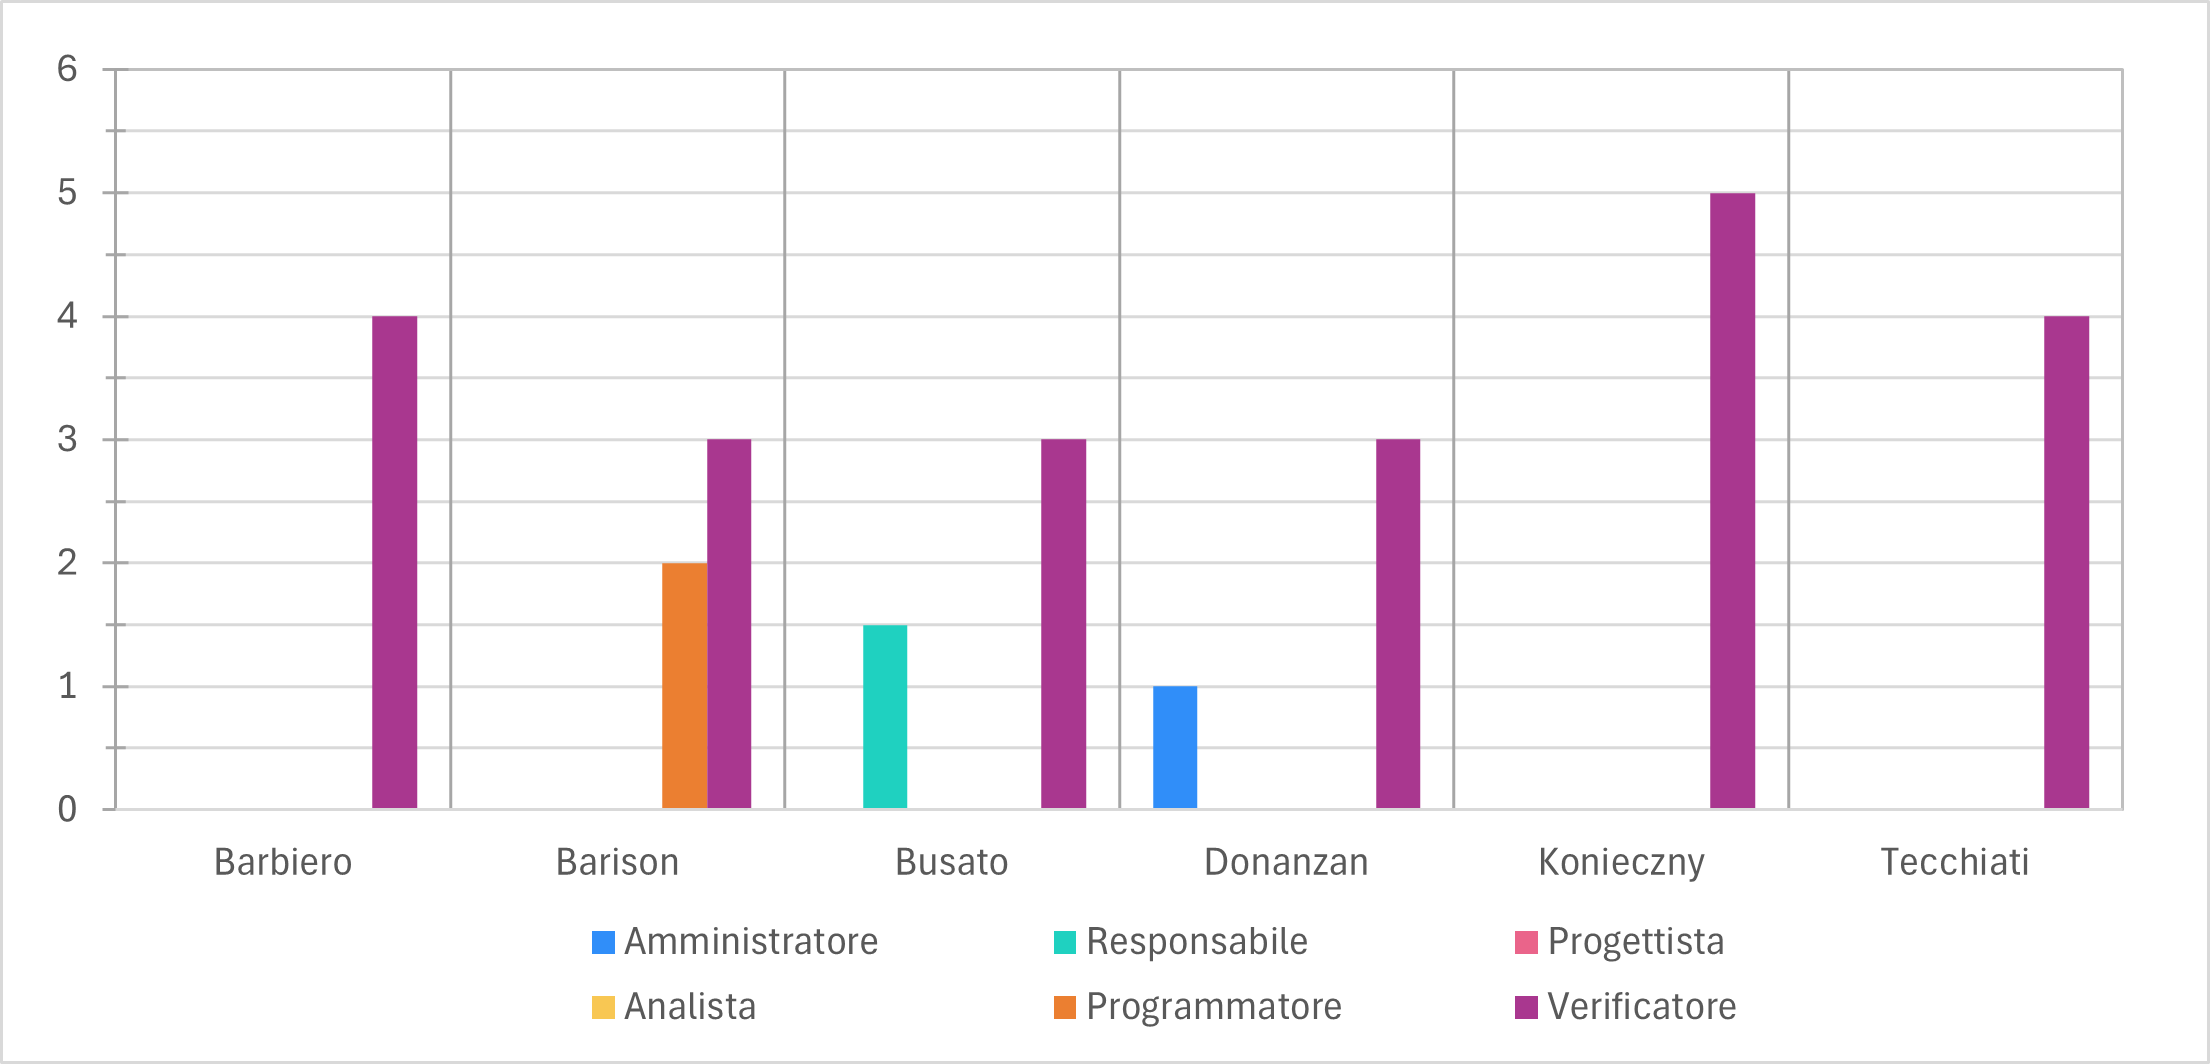 6
5
4
3
2
1
0
Barbiero Barison Busato Donanzan Konieczny Tecchiati
Amministratore Responsabile Progettista
Analista Programmatore Verificatore